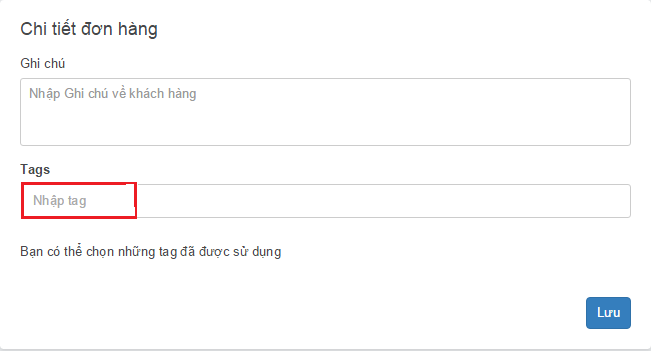 Chi tiết đơn hàng
Ghi chú
Nhập Ghi chú về khách hàng
Tags
Nhập tag
Bạn có thể chọn những tag đã được sử dụng
Lưu